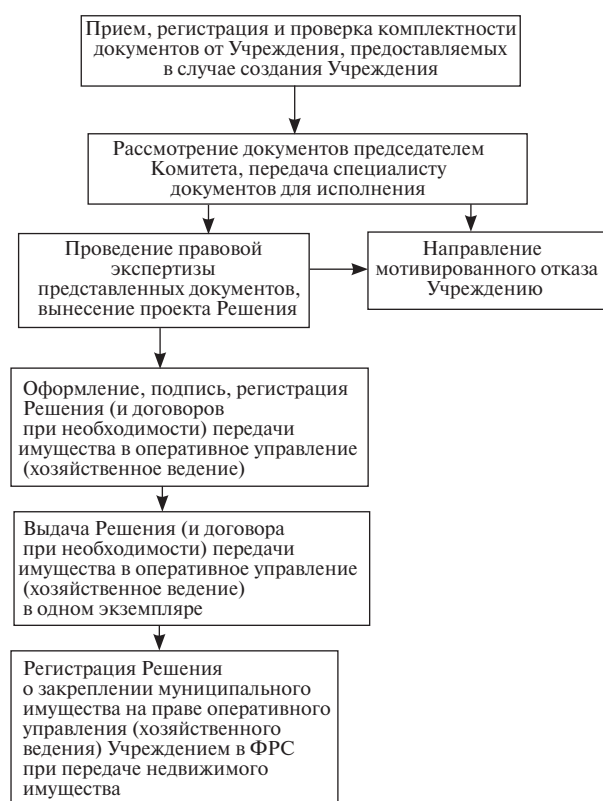 Прием, регистрация и проверка комплектности
документов от Учреждения, предоставляемых
в случае создания Учреждения
Рассмотрение документов председателем
Комитета, передача специалисту
документов для исполнения
Проведение правовой
экспертизы
представленных документов,
вынесение проекта Решения
Направление
мотивированного отказа
Учреждению
Оформление, подпись, регистрация
Решения (и договоров
при необходимости) передачи
имущества в оперативное управление
(хозяйственное ведение)
Выдача Решения (и договора
при необходимости) передачи
имущества в оперативное управление
(хозяйственное ведение)
в одном экземпляре
Регистрация Решения
о закреплении муниципального
имущества на праве оперативного
управления (хозяйственного
ведения) Учреждением в ФРС
при передаче недвижимого
имущества